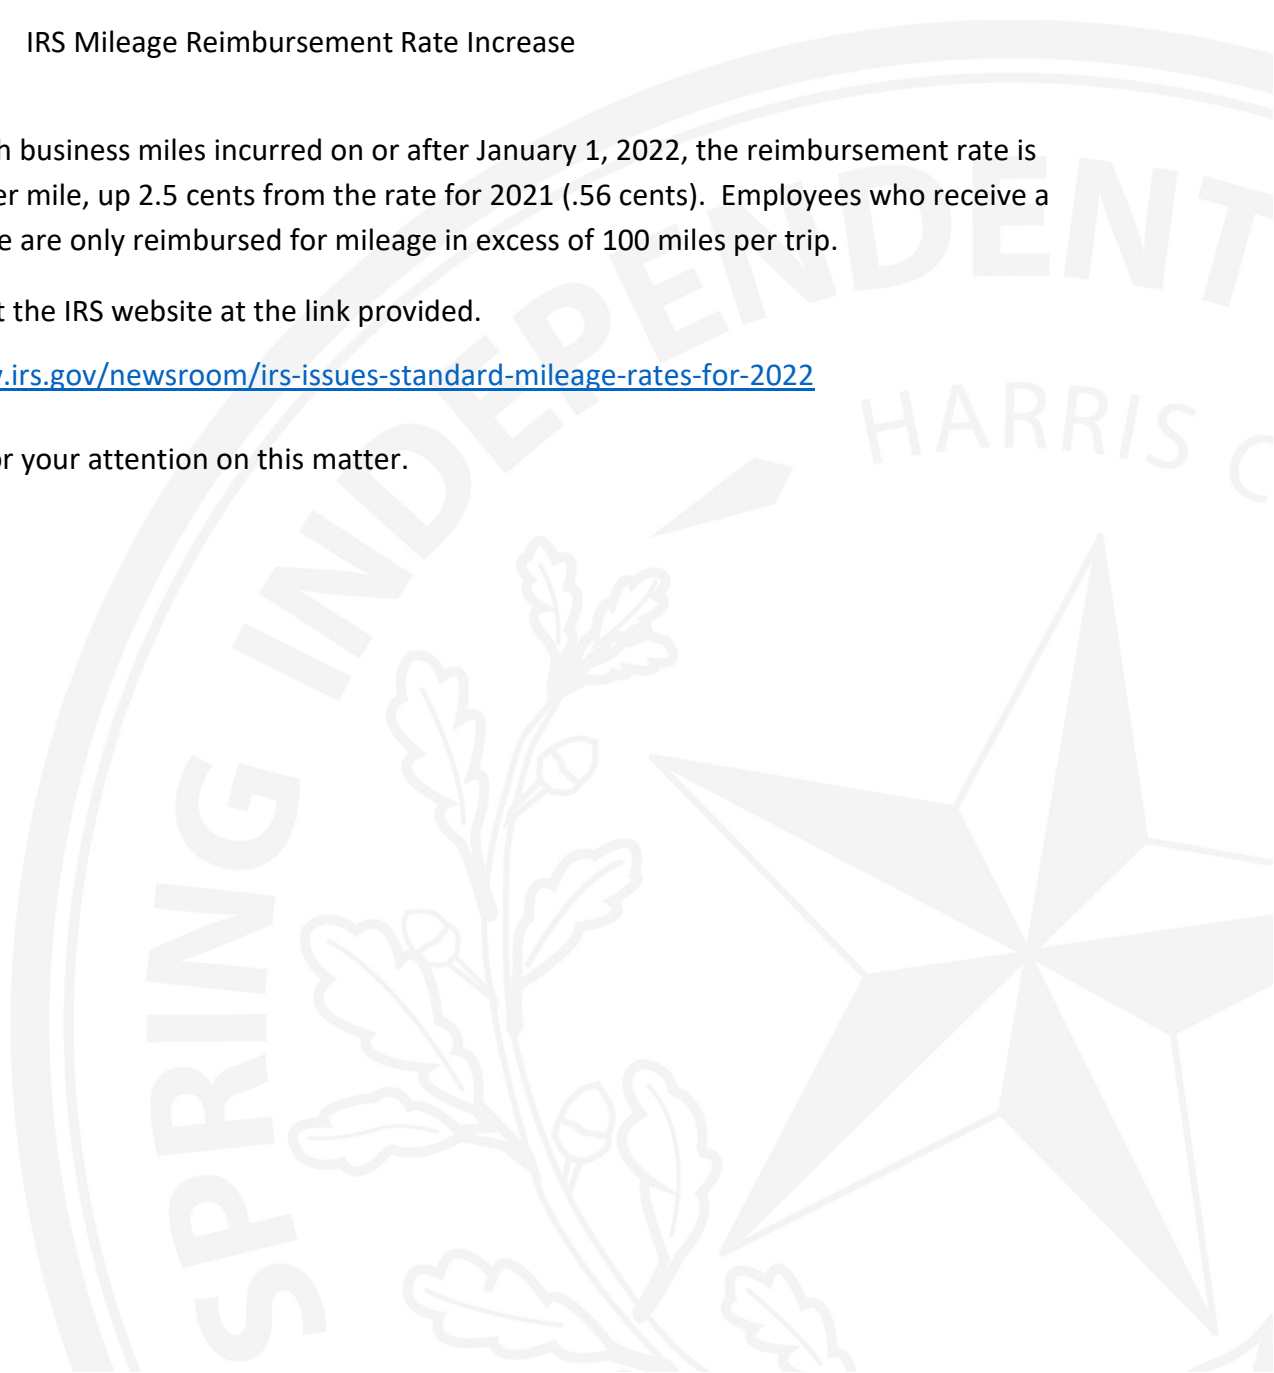 IRS Mileage Reimbursement Rate Increase
h business miles incurred on or after January 1, 2022, the reimbursement rate is
er mile, up 2.5 cents from the rate for 2021 (.56 cents). Employees who receive a
e are only reimbursed for mileage in excess of 100 miles per trip.
t the IRS website at the link provided.
.irs.gov/newsroom/irs-issues-standard-mileage-rates-for-2022
or your attention on this matter.
SPRING INDEPENDENT
HARRIS C